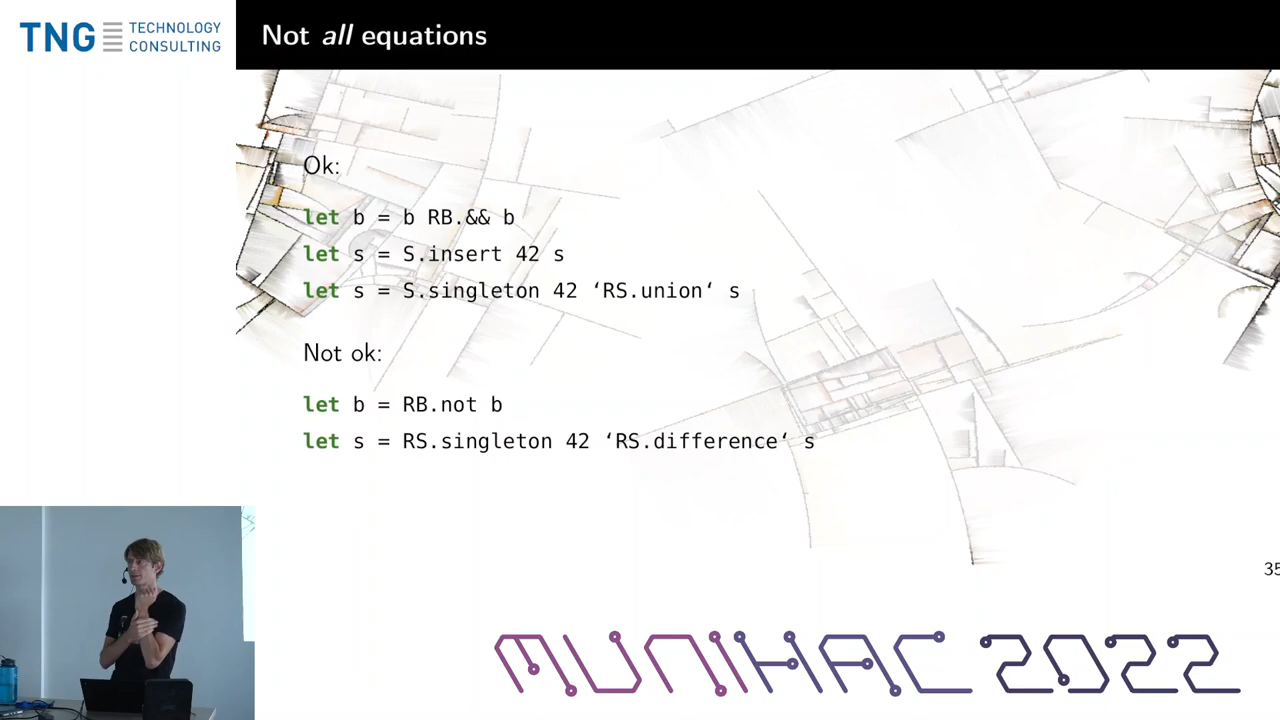 TNG TECHNOLOGY
CONSULTING
Not all equations
Ok:
let b = b RB.&& b
let s = S.insert 42 s
let s = S.singleton 42 ‘RS.union‘ s
Not ok:
let b = RB.not b
let s = RS.singleton 42 ‘RS.difference‘ s
35
MUNIHAC 2022